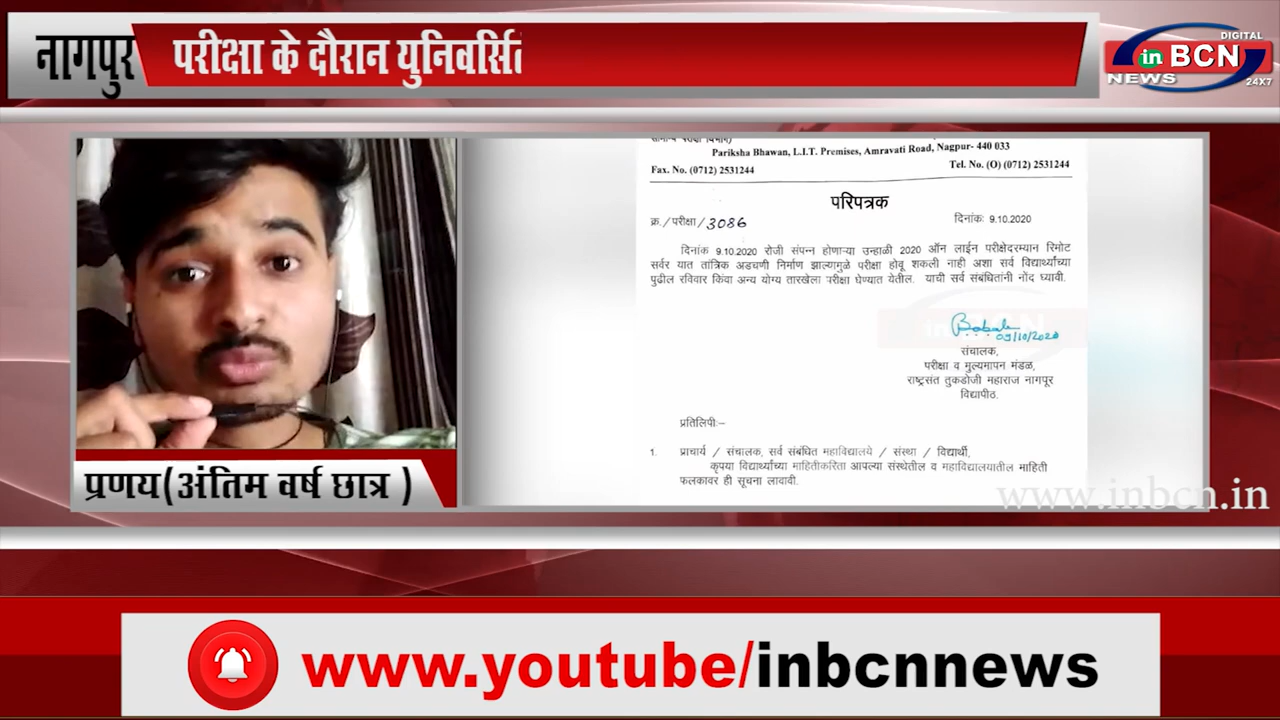 नागपुर
परीक्षा के दौरान युनिवर्सि
in BCN
DIGITAL
NEWS
24X7
Pariksha Bhawan, L.I.T. Premises, Amravati Road, Nagpur- 440 033
Fax. No. (0712) 2531244
Tel. No. (O) (0712) 2531244
परिपत्रक
क्र./परीक्षा/3086
दिनांकः 9.10.2020
दिनांक 9.10.2020 रोजी संपन्न होणाऱ्या उन्हाळी 2020 ऑन लाईन परीक्षेदरम्यान रिमोट
सर्वर यात तांत्रिक अडचणी निर्माण झाल्यामुळे परीक्षा होवू शकली नाही अशा सर्व विद्यार्थ्यांच्या
पुढील रविवार किंवा अन्य योग्य तारखेला परीक्षा घेण्यात येतील. याची सर्व संबंधितांनी नोंद घ्यावी.
09/10/2020
संचालक,
परीक्षा व मुल्यमापन मंडळ,
राष्ट्रसंत तुकडोजी महाराज नागपूर
विद्यापीठ.
प्रतिलिपीः–
1. प्राचार्य / संचालक, सर्व संबंधित महाविद्यालये / संस्था / विद्यार्थी,
कृपया विद्यार्थ्यांच्या माहितीकरिता आपल्या संस्थेतील व महाविद्यालयातील माहिती
फलकावर ही सूचना लावावी.
प्रणय(अंतिम वर्ष छात्र )
www.inbcn.in
www.youtube/inbcnnews